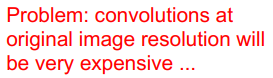 Problem: convolutions at
original image resolution will
be very expensive ...